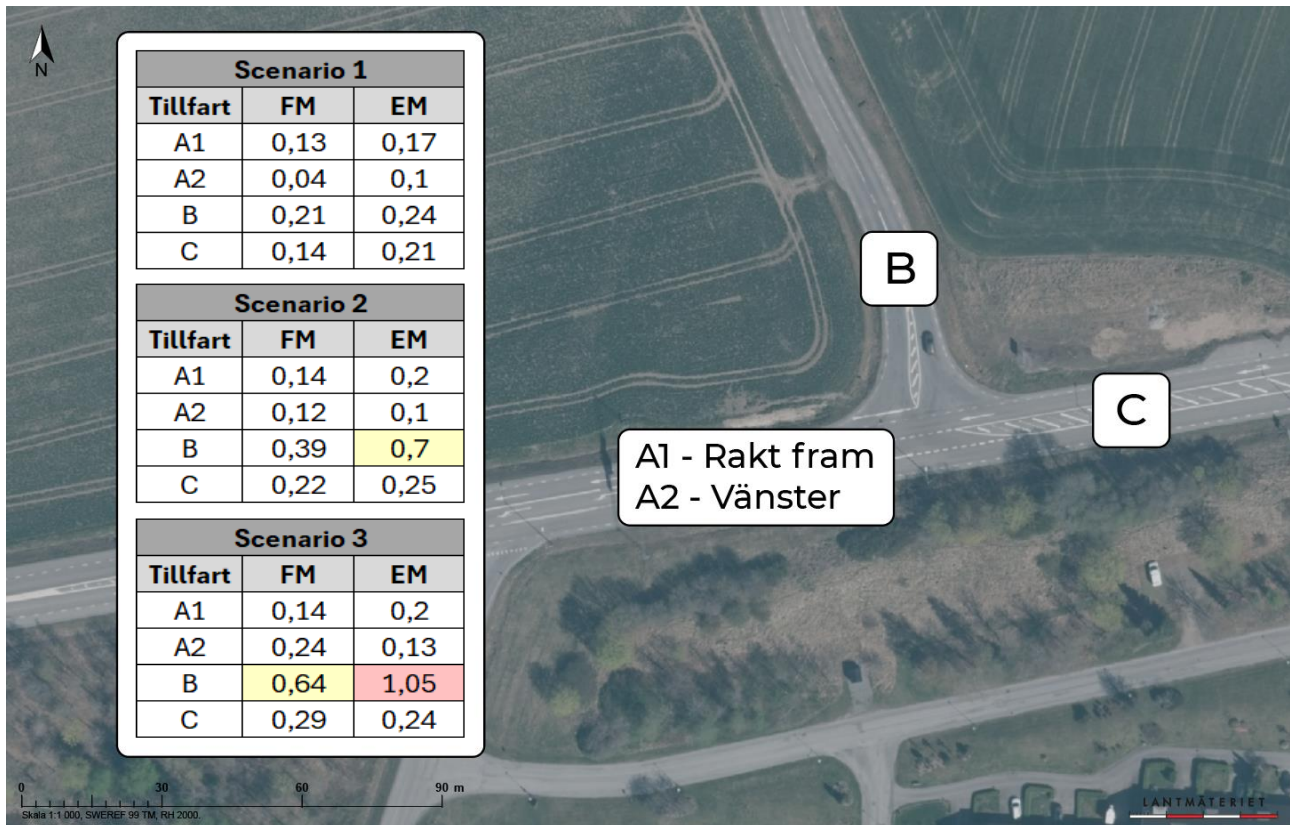 N
Scenario 1
Tillfart FM EM
A1 0,13 0,17
A2 0,04 0,1
B 0,21 0,24
C 0,14 0,21
Scenario 2
Tillfart FM EM
A1 0,14 0,2
A2 0,12 0,1
B 0,39 0,7
C 0,22 0,25
Scenario 3
Tillfart FM EM
A1 0,14 0,2
A2 0,24 0,13
B 0,64 1,05
C 0,29 0,24
B
C
A1 - Rakt fram
A2 - Vänster
0 30 60 90 m
Skala 1:1 000, SWEREF 99 TM, RH 2000.
LANTMÄTERIET